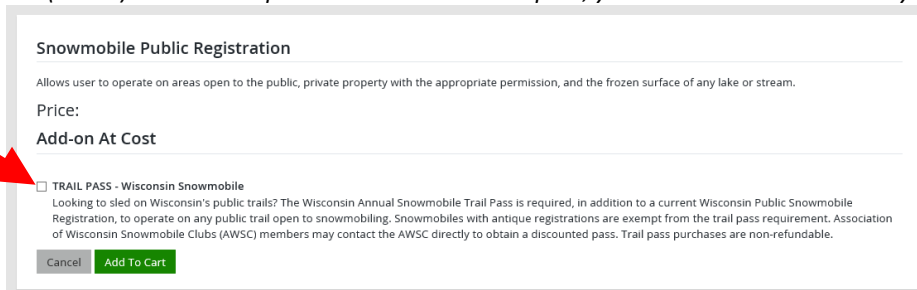 Snowmobile Public Registration
Allows user to operate on areas open to the public, private property with the appropriate permission, and the frozen surface of any lake or stream.
Price:
Add-on At Cost
TRAIL PASS - Wisconsin Snowmobile
Looking to sled on Wisconsin's public trails? The Wisconsin Annual Snowmobile Trail Pass is required, in addition to a current Wisconsin Public Snowmobile
Registration, to operate on any public trail open to snowmobiling. Snowmobiles with antique registrations are exempt from the trail pass requirement. Association
of Wisconsin Snowmobile Clubs (AWSC) members may contact the AWSC directly to obtain a discounted pass. Trail pass purchases are non-refundable.
Cancel Add To Cart